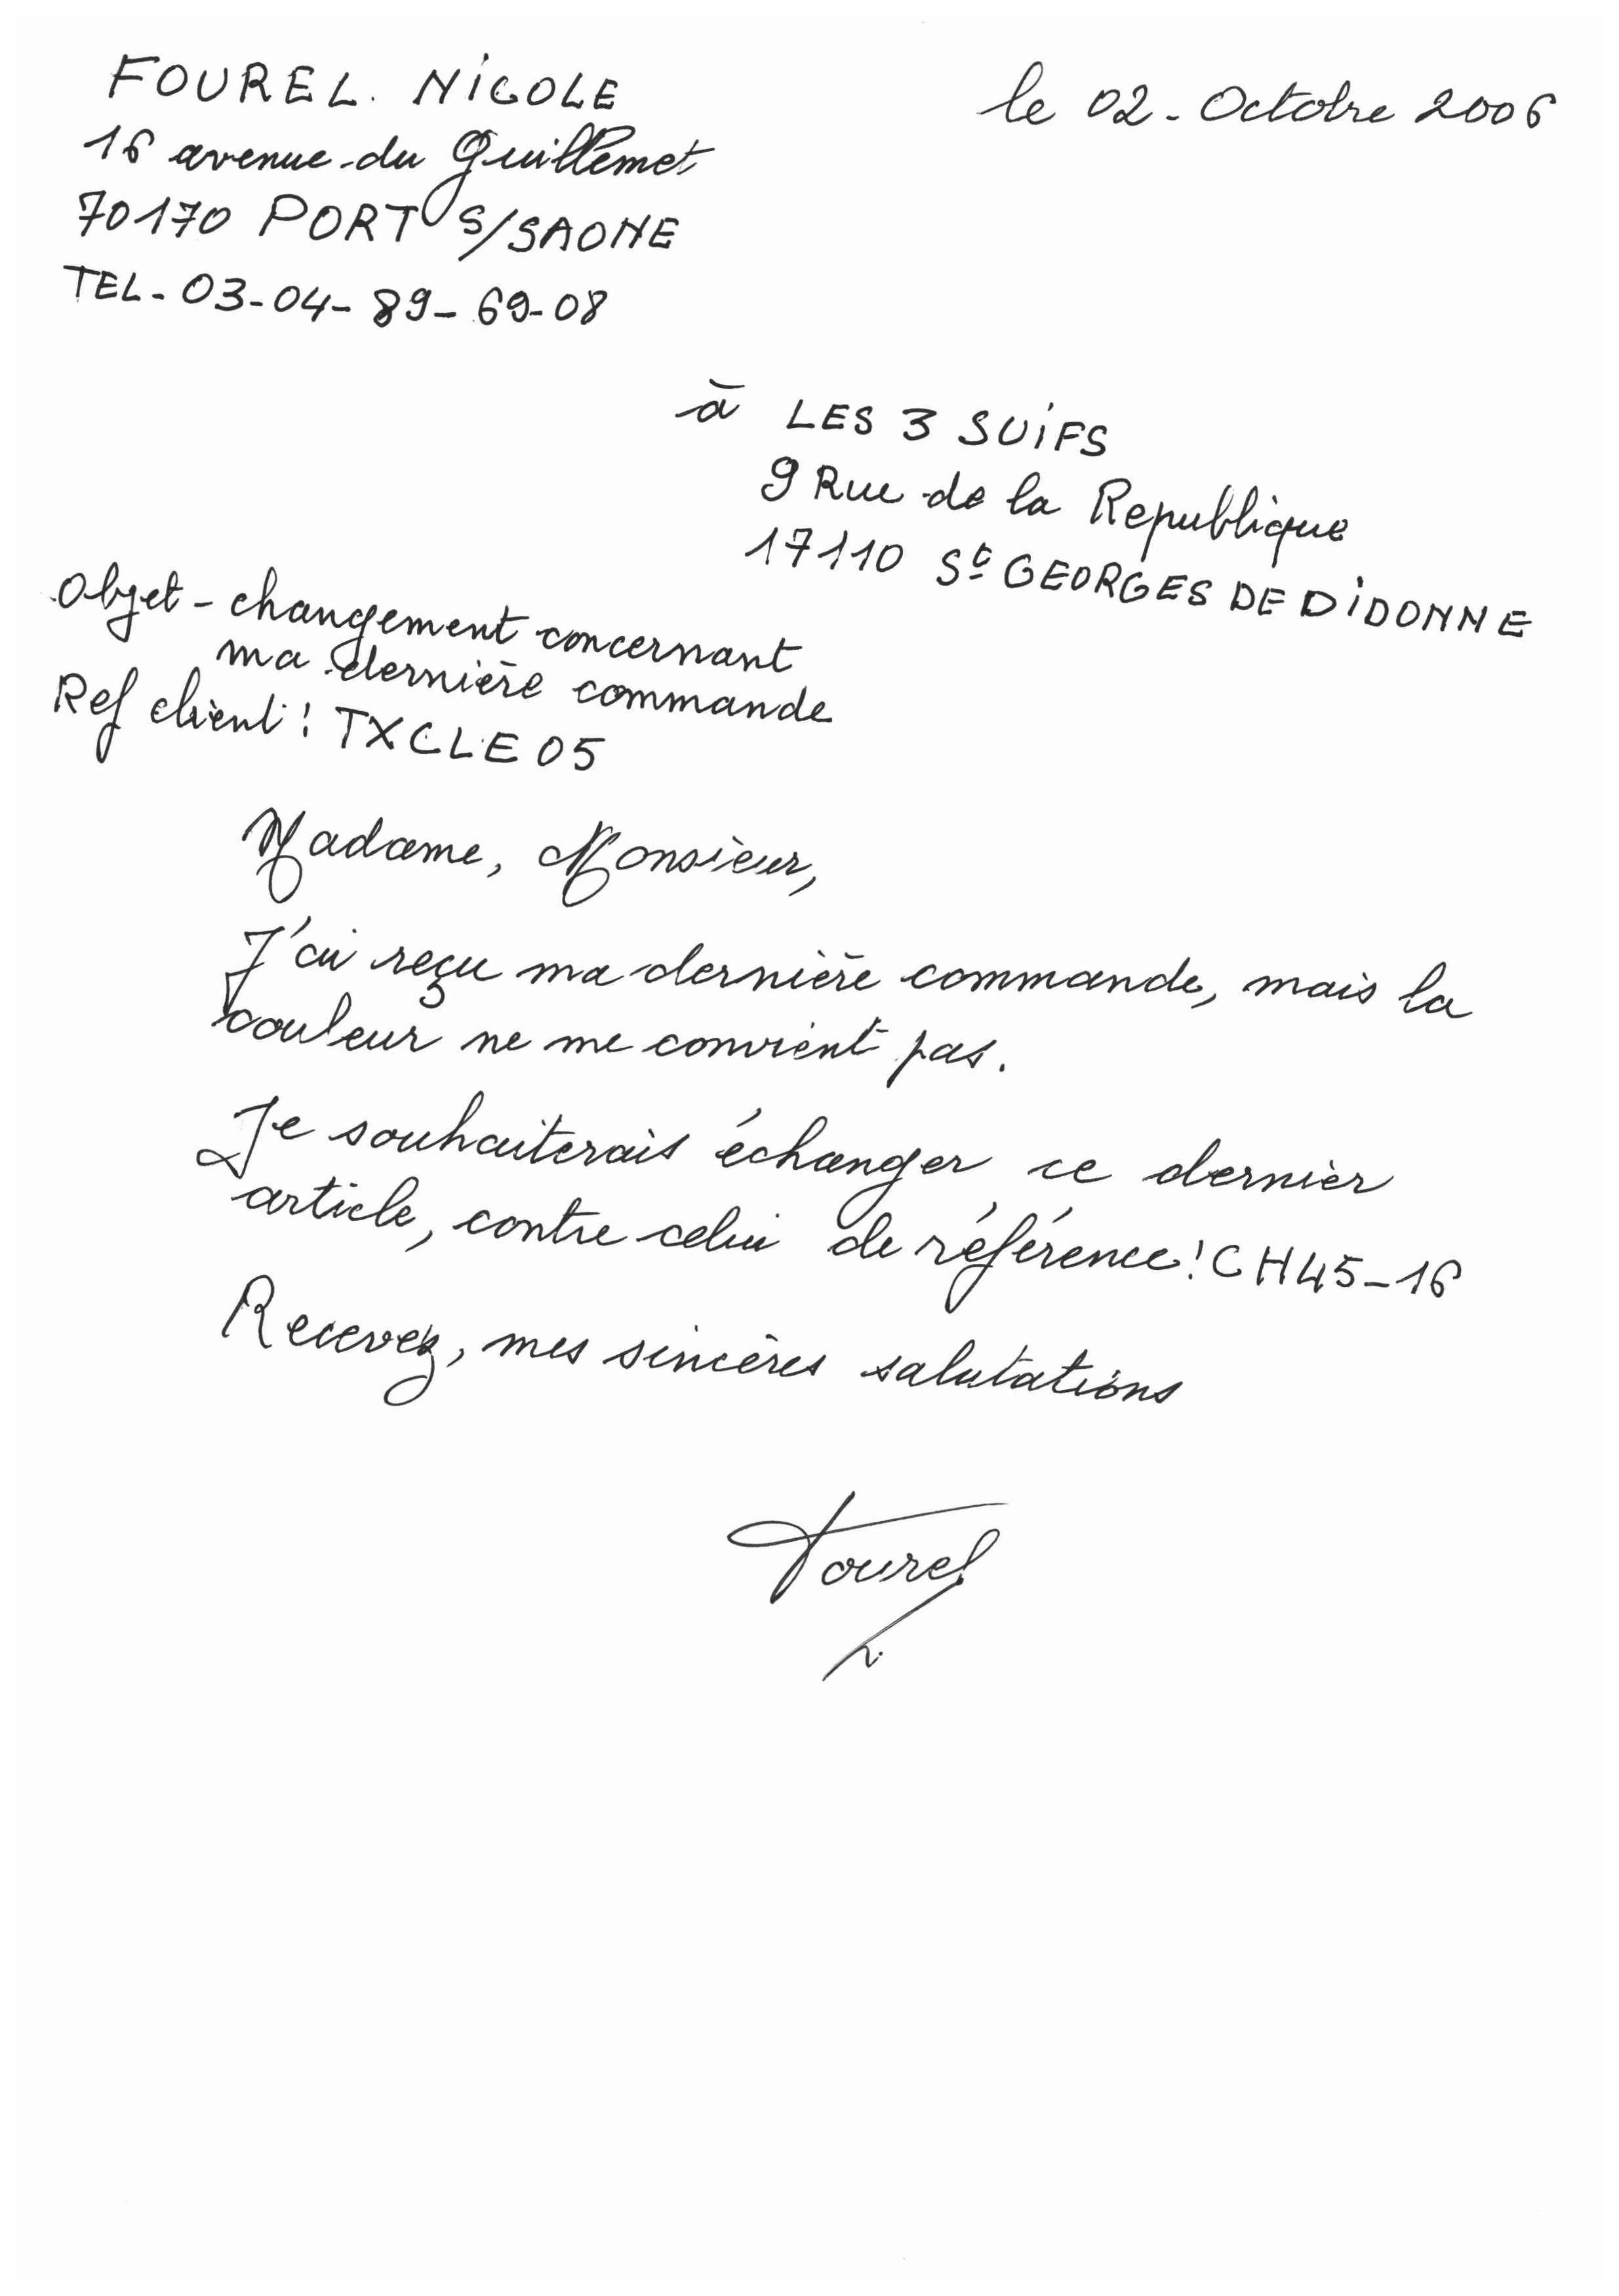 FOUREL. NICOLE
le 02-Octobre 2006
16 avenue du Guillemet
70170 PORT S/SAONE
TEL-03-04-89-69-08
à LES 3 SUIFS
9 Rue de la Republique
17110 St GEORGES DE DIDONNE
Objet - changement concernant
ma dernière commande
Ref client : TXCLE05
Madame, Monsieur,
J'ai reçu ma dernière commande, mais la
couleur ne me convient pas.
Je souhaiterais échanger ce dernier
article, contre celui de référence : CH45-16
Recevez, mes sincères salutations
Fourel
N.